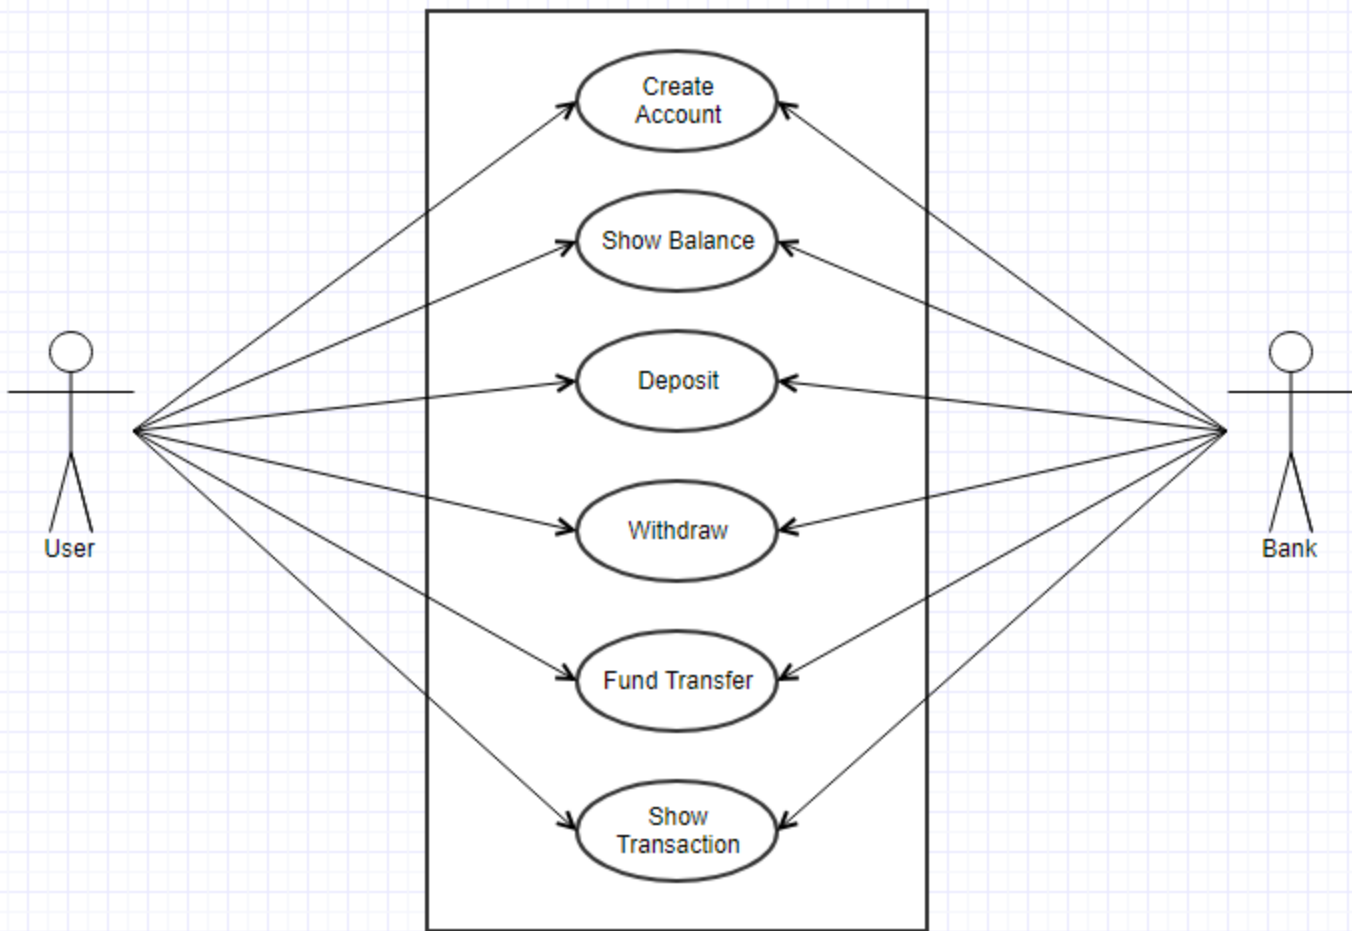 Create
Account
Show Balance
Deposit
Withdraw
User
Bank
Fund Transfer
Show
Transaction